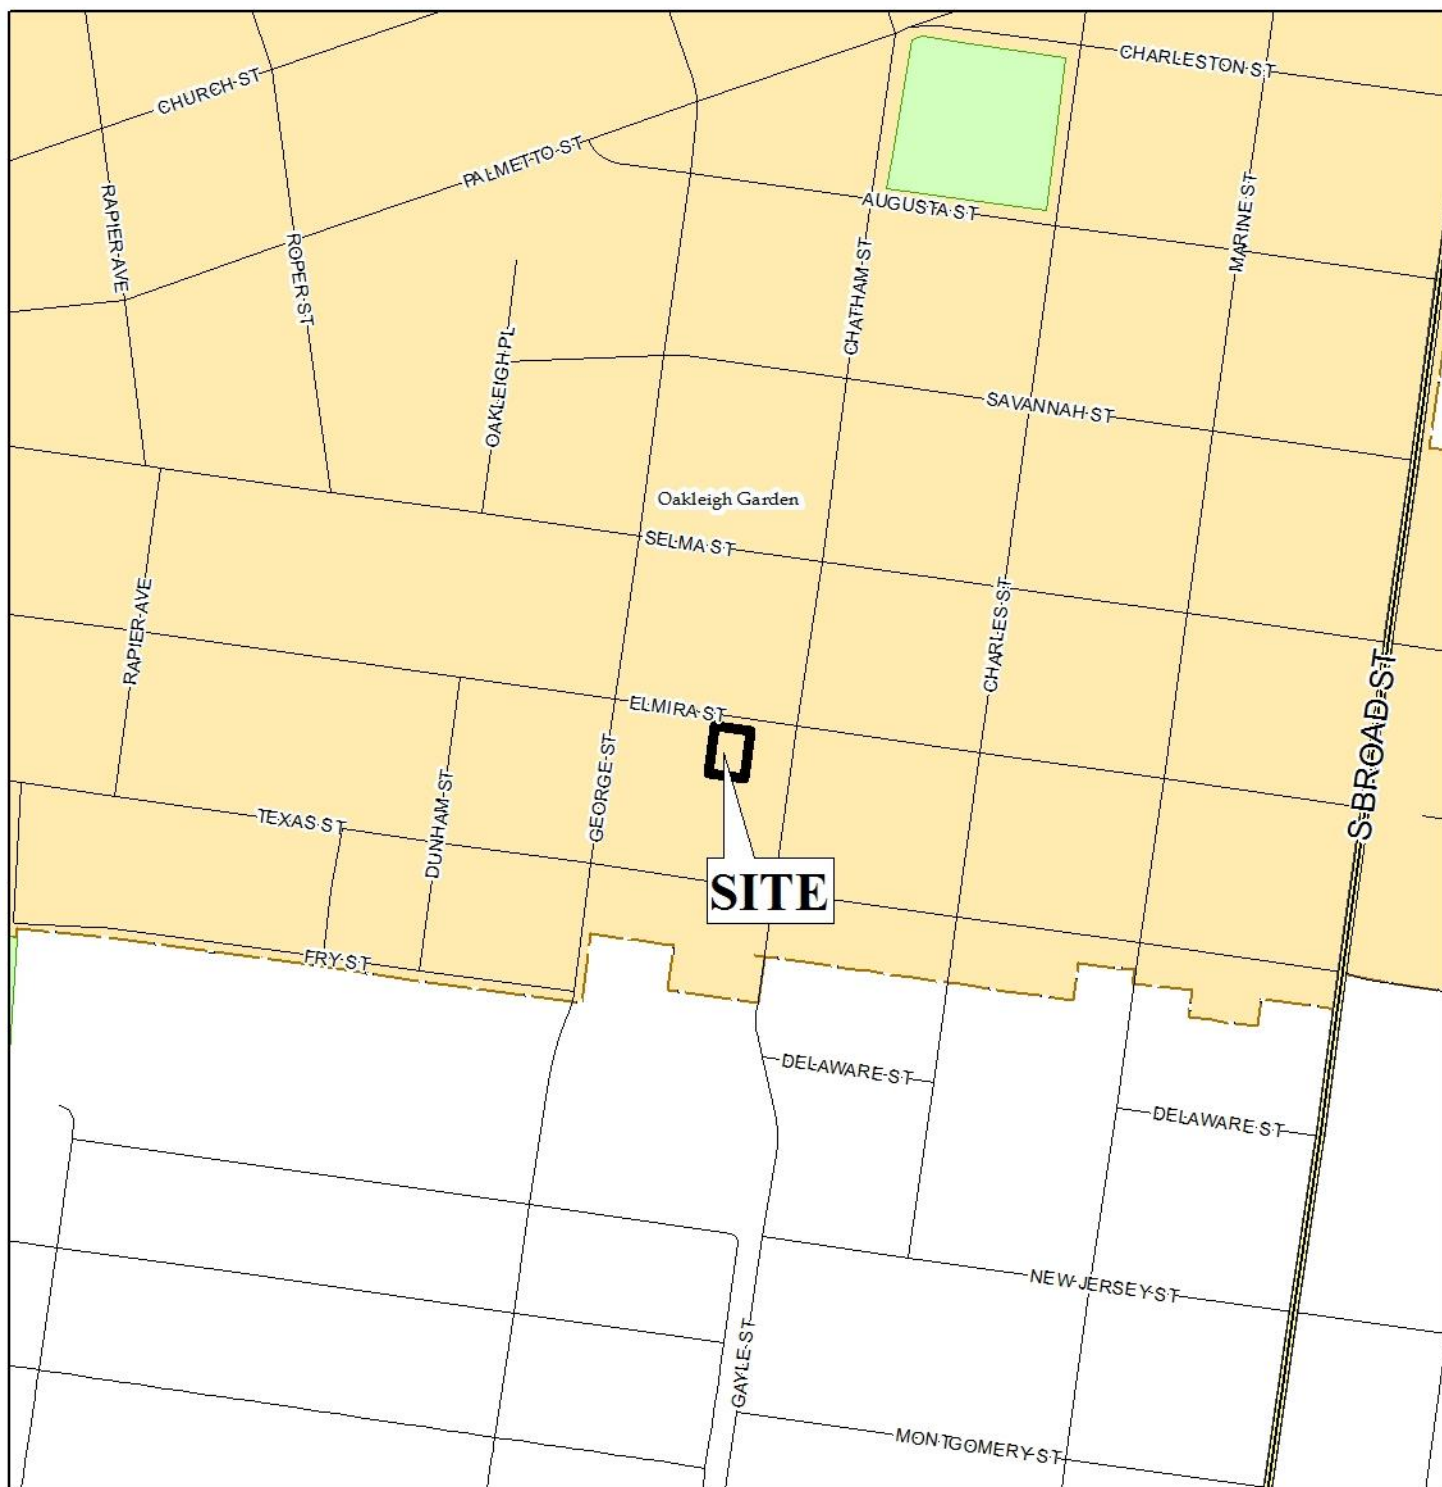 CHARLESTON ST
CHURCH ST
PALMETTO ST
RAPIER AVE
ROPER ST
AUGUSTA ST
MARINE ST
CHATHAM ST
OAKLEIGH PL
SAVANNAH ST
Oakleigh Garden
SELMA ST
RAPIER AVE
CHARLES ST
ELMIRA ST
S BROAD ST
GEORGE ST
DUNHAM ST
TEXAS ST
SITE
FRY ST
DELAWARE ST
DELAWARE ST
NEW JERSEY ST
GAYLE ST
MONTGOMERY ST